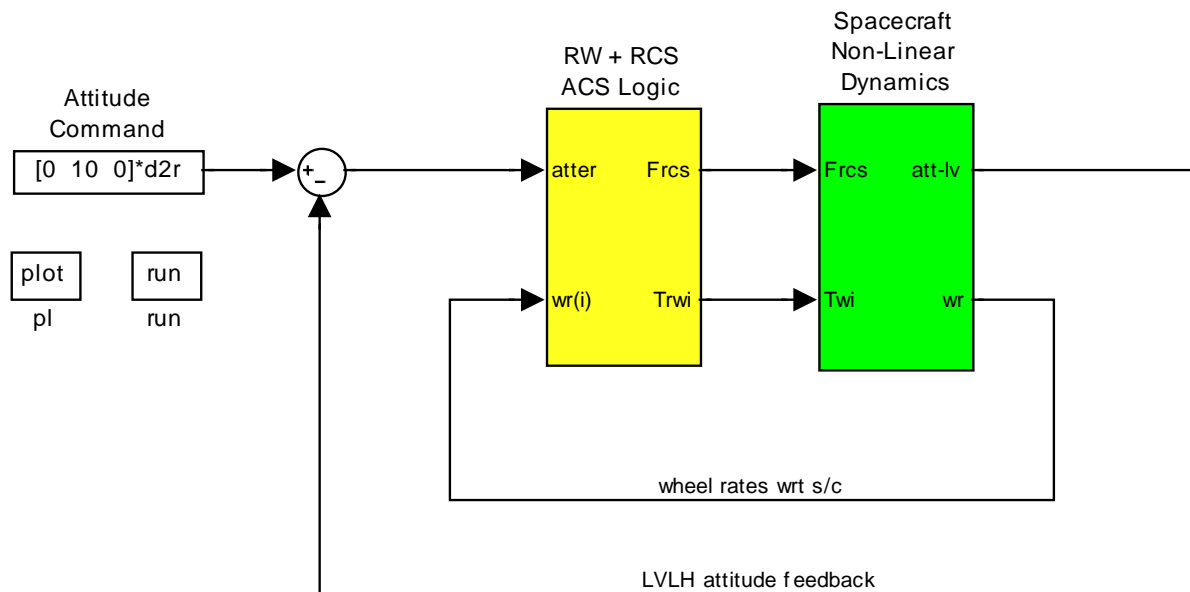 Spacecraft
Non-Linear
Dynamics
RW + RCS
ACS Logic
Attitude
Command
[0 10 0]*d2r
+
–
atter
Frcs
Frcs
att-lv
plot
run
wr(i)
Trwi
Twi
wr
pl
run
wheel rates wrt s/c
LVLH attitude feedback